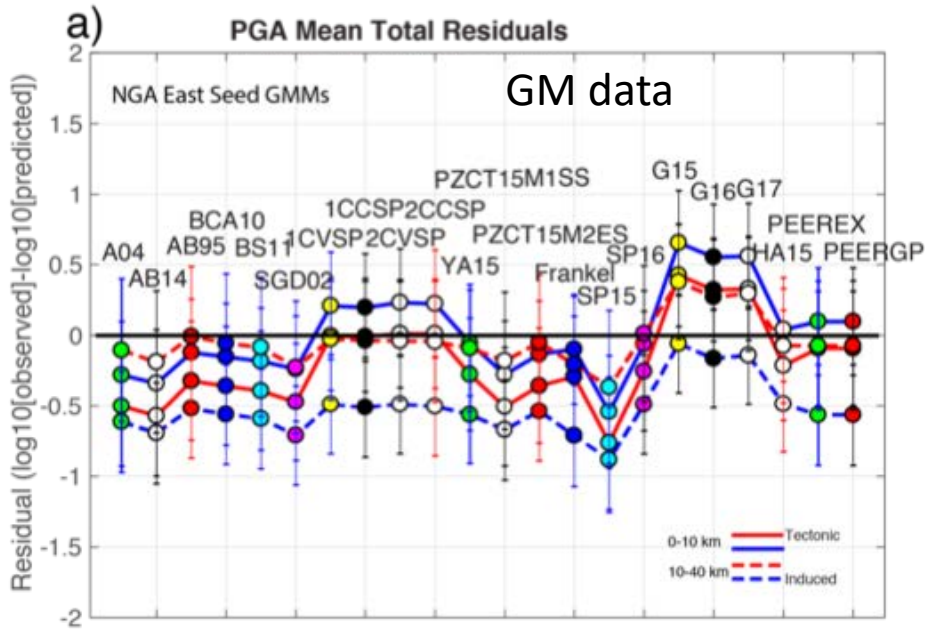 a)
PGA Mean Total Residuals
Residual (log10[observed]-log10[predicted])
2
1.5
1
0.5
0
-0.5
-1
-1.5
-2
NGA East Seed GMMs
GM data
A04
AB14
AB95
BCA10
BS11
SGD02
1CCSP2CCSP
1CVSP2CVSP
YA15
PZCT15M1SS
PZCT15M2ES
Frankel
SP15
SP16
G15
G16
G17
HA15
PEEREX
PEERGP
0-10 km
Tectonic
10-40 km
Induced